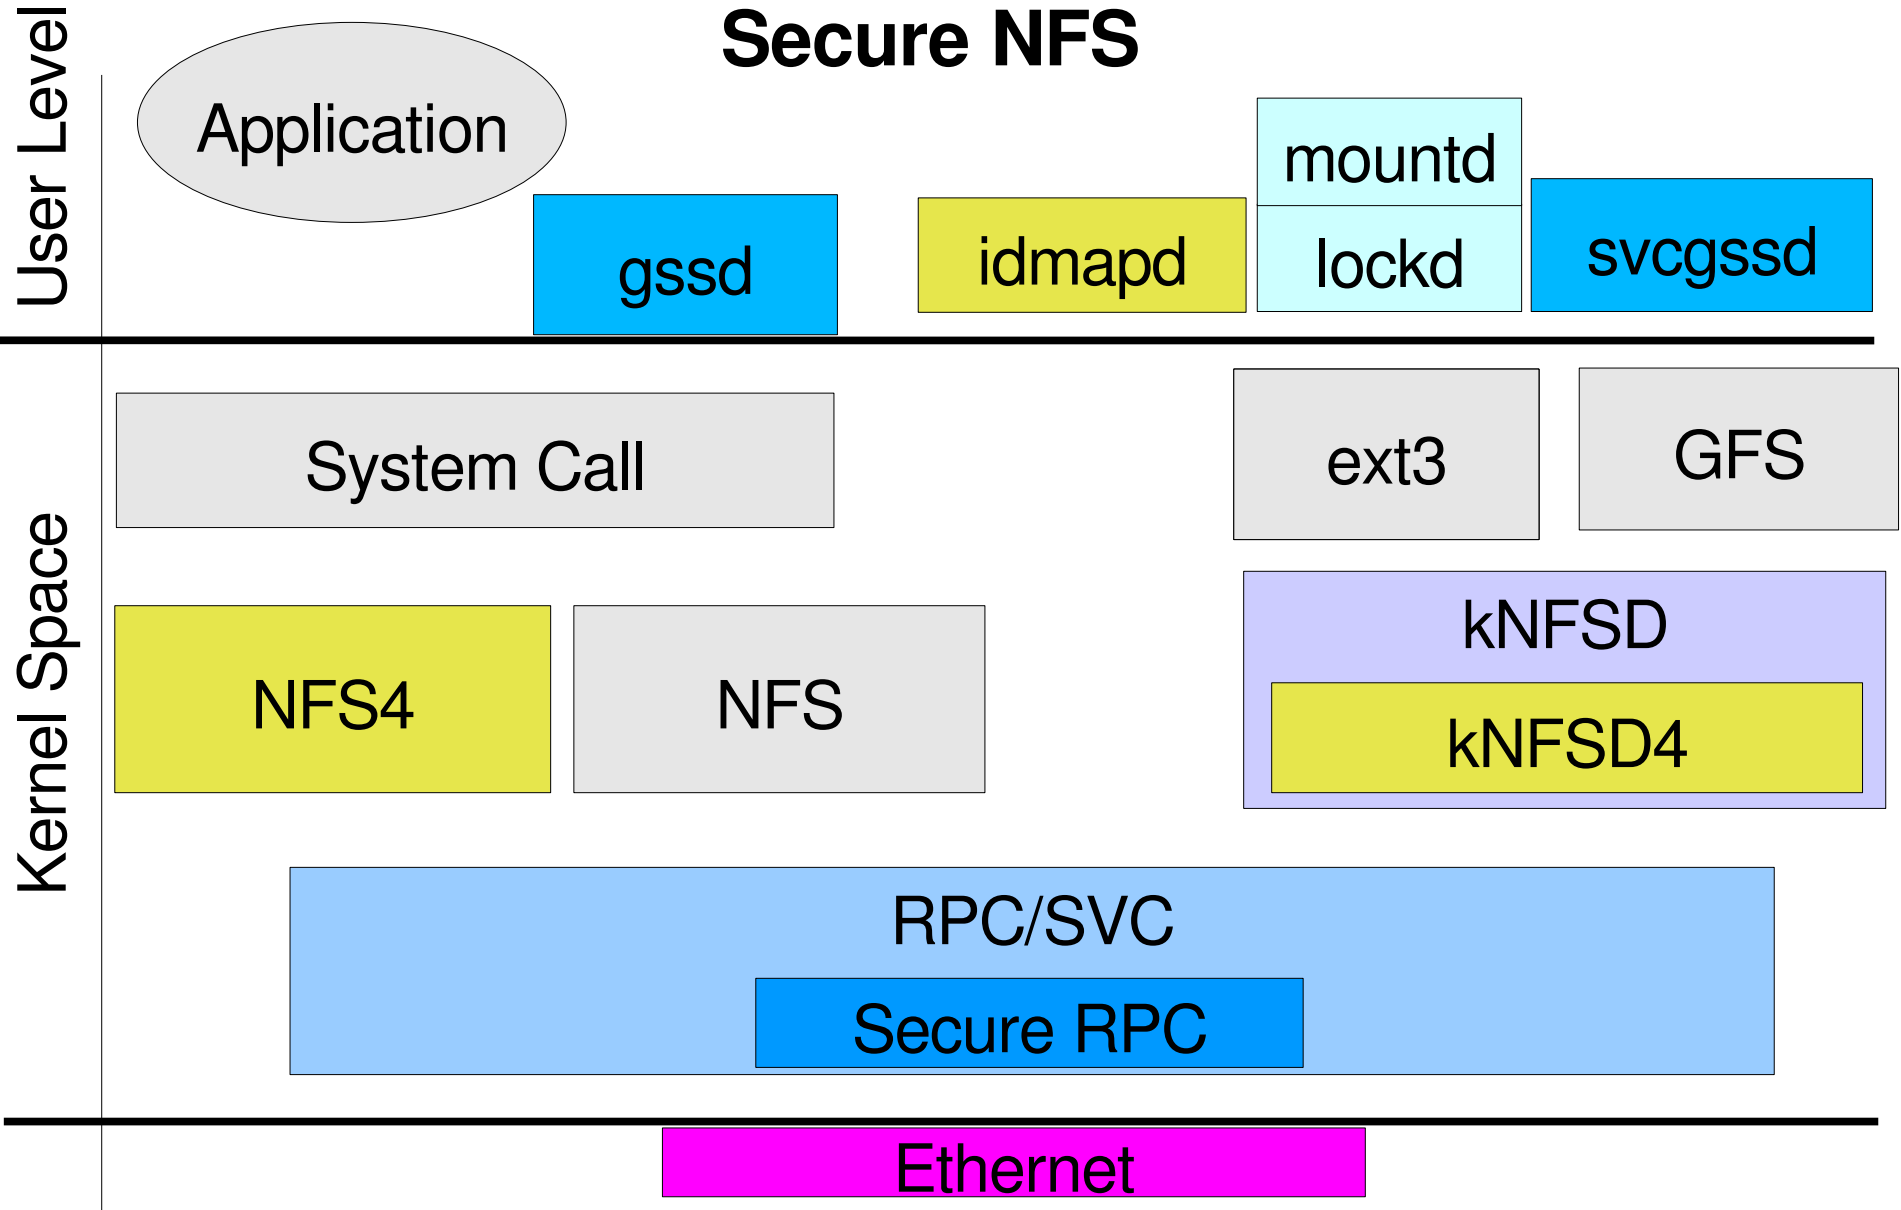 Secure NFS
User Level
Application
gssd
idmapd
mountd
lockd
svcgssd
Kernel Space
System Call
ext3
GFS
NFS4
NFS
kNFSD
kNFSD4
RPC/SVC
Secure RPC
Ethernet